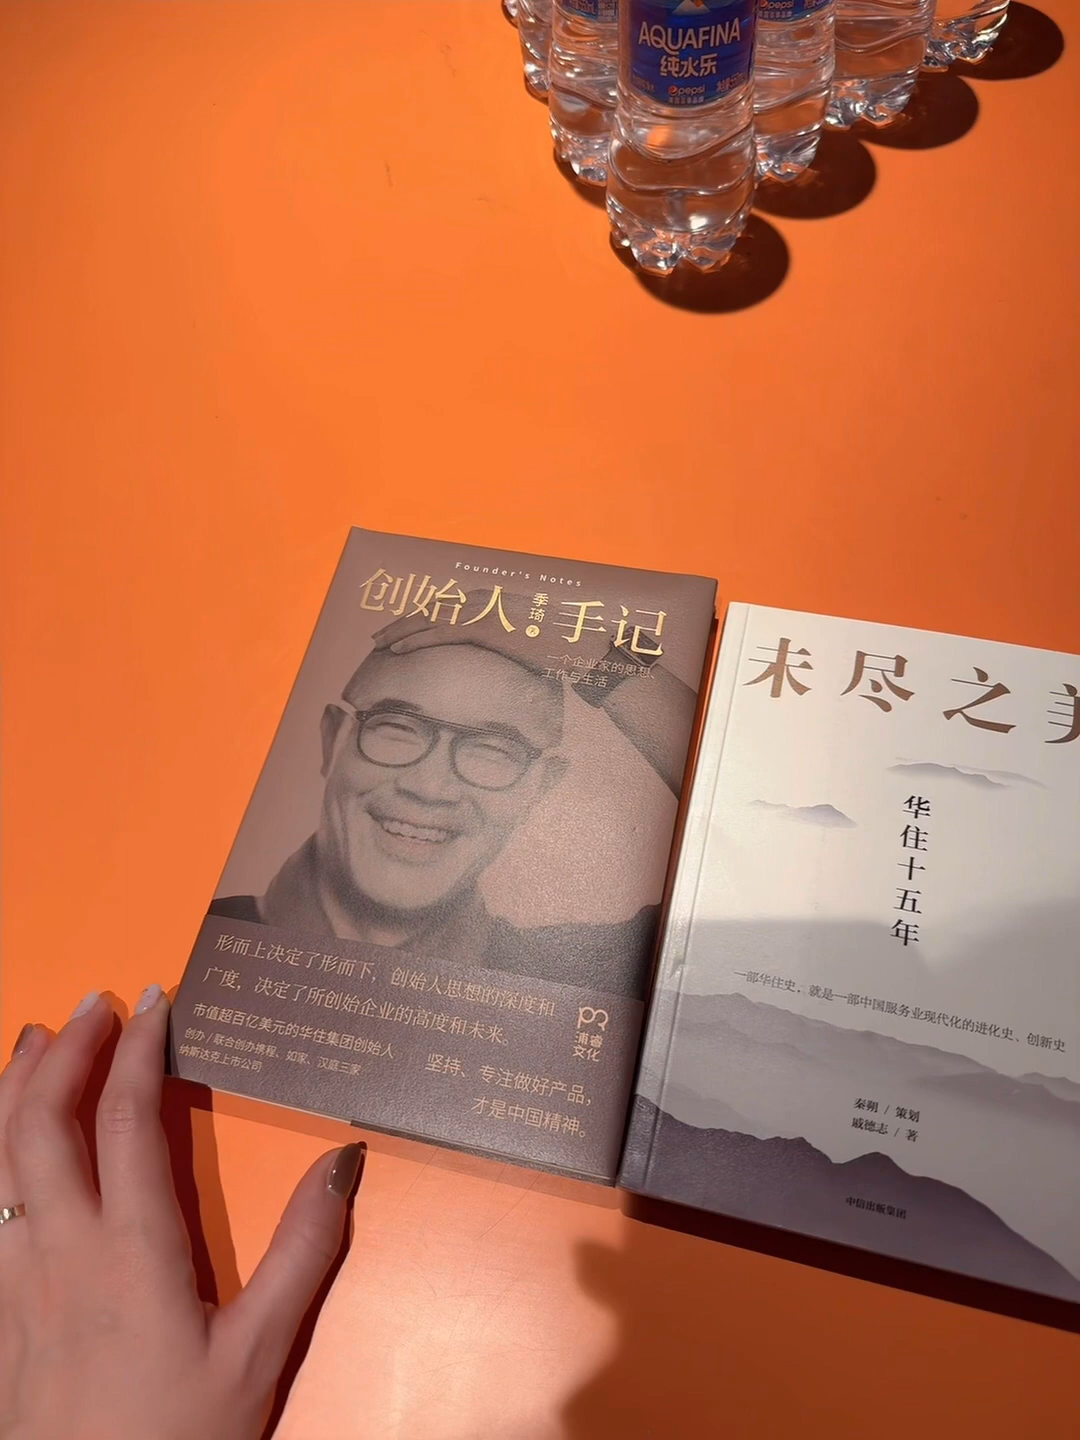 AQUAFINA
纯水乐
pepsi
pepsi
Founder's Notes
创始人
季琦
著
手记
一个企业家的思想、
工作与生活
形而上决定了形而下，创始人思想的深度和
广度，决定了所创始企业的高度和未来。
市值超百亿美元的华住集团创始人
创办/联合创办携程、如家、汉庭三家
纳斯达克上市公司
坚持、专注做好产品，
才是中国精神。
浦睿
文化
未尽之美
华住十五年
一部华住史，就是一部中国服务业现代化的进化史、创新史
秦朔 / 策划
戚德志 / 著
中信出版集团